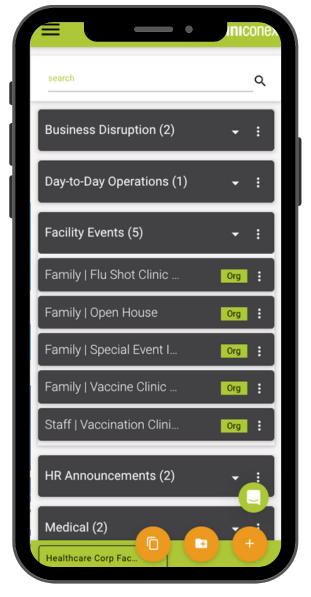 niconex
search
Business Disruption (2)
Day-to-Day Operations (1)
Facility Events (5)
Family | Flu Shot Clinic ... Org
Family | Open House Org
Family | Special Event I... Org
Family | Vaccine Clinic ... Org
Staff | Vaccination Clini... Org
HR Announcements (2)
Medical (2)
Healthcare Corp Fac...